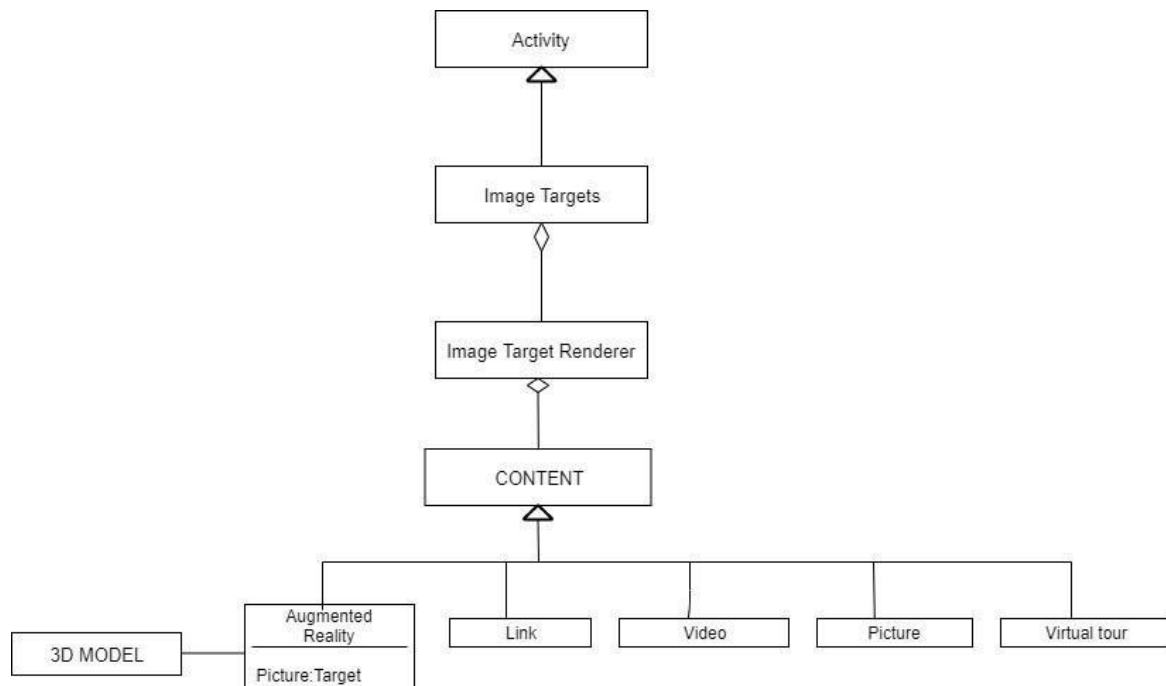 Activity
Image Targets
Image Target Renderer
CONTENT
Augmented
Reality
Link
Video
Picture
Virtual tour
3D MODEL
Picture:Target